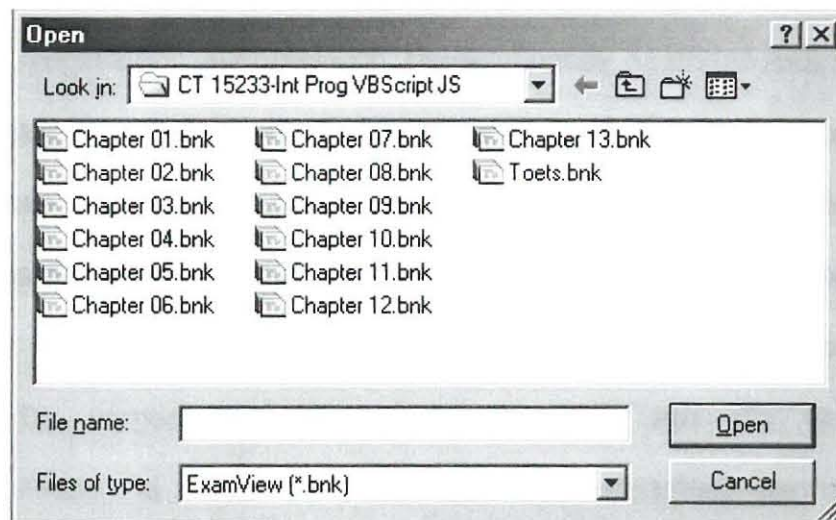 Open
Look in: CT 15233-Int Prog VBScript JS
Chapter 01.bnk Chapter 07.bnk Chapter 13.bnk
Chapter 02.bnk Chapter 08.bnk Toets.bnk
Chapter 03.bnk Chapter 09.bnk
Chapter 04.bnk Chapter 10.bnk
Chapter 05.bnk Chapter 11.bnk
Chapter 06.bnk Chapter 12.bnk
File name: Open
Files of type: ExamView (*.bnk) Cancel